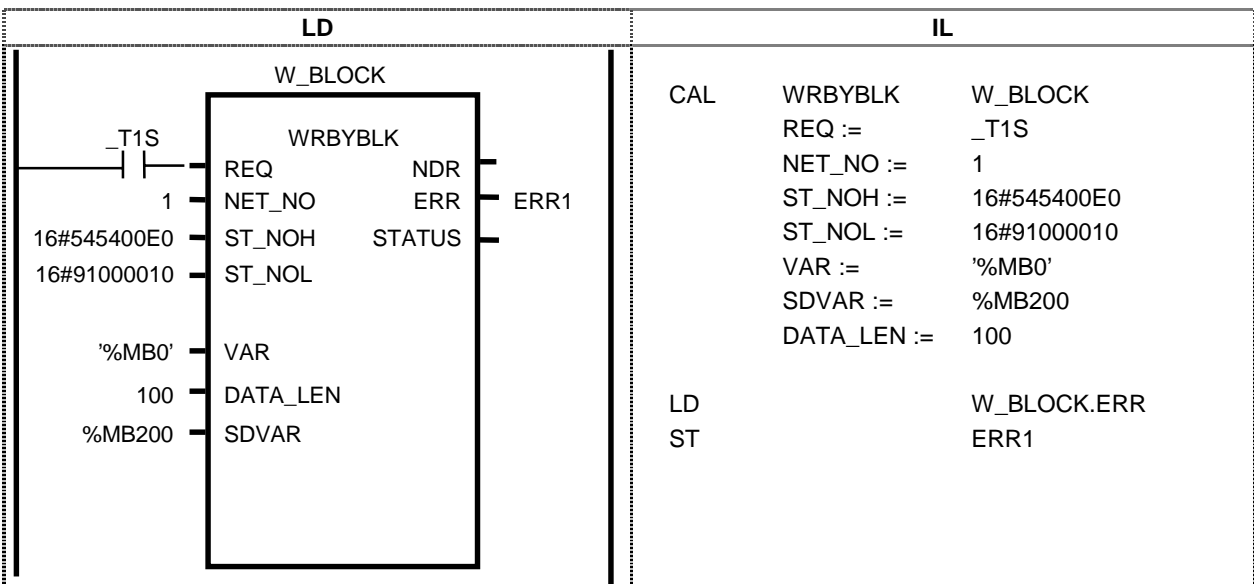 LD
IL
W_BLOCK
WRBYBLK
_T1S
REQ NDR
1 NET_NO ERR ERR1
16#545400E0 ST_NOH STATUS
16#91000010 ST_NOL
'%MB0’ VAR
100 DATA_LEN
%MB200 SDVAR
CAL WRBYBLK W_BLOCK
REQ := _T1S
NET_NO := 1
ST_NOH := 16#545400E0
ST_NOL := 16#91000010
VAR := '%MB0’
SDVAR := %MB200
DATA_LEN := 100
LD W_BLOCK.ERR
ST ERR1